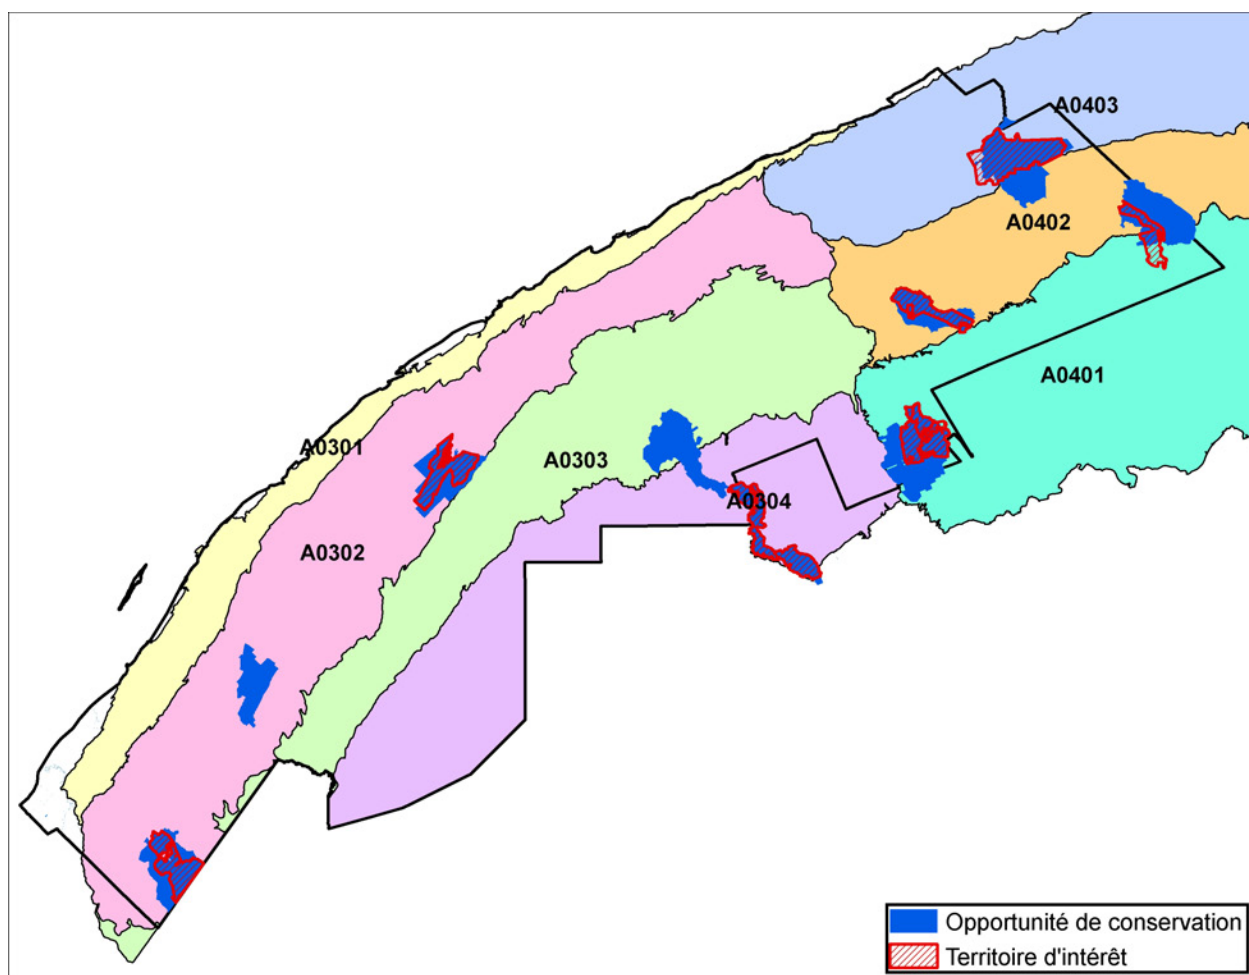 A0403
A0402
A0401
A0301
A0303
A0304
A0302
Opportunité de conservation
Territoire d'intérêt